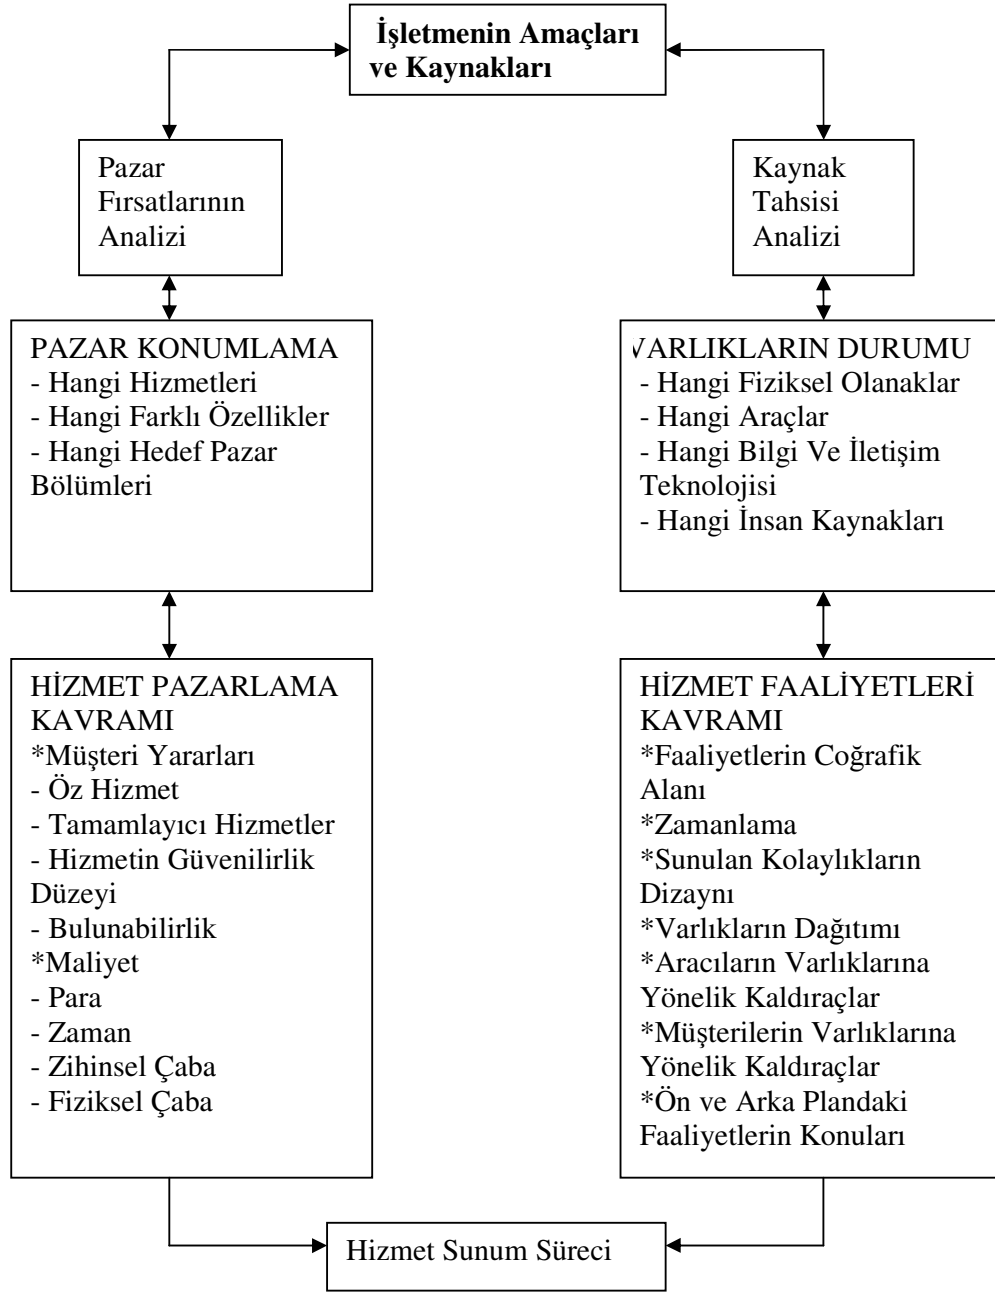 İşletmenin Amaçları
ve Kaynakları
Pazar
Fırsatlarının
Analizi
Kaynak
Tahsisi
Analizi
PAZAR KONUMLAMA
- Hangi Hizmetleri
- Hangi Farklı Özellikler
- Hangi Hedef Pazar
Bölümleri
VARLIKLARIN DURUMU
- Hangi Fiziksel Olanaklar
- Hangi Araçlar
- Hangi Bilgi Ve İletişim
Teknolojisi
- Hangi İnsan Kaynakları
HİZMET PAZARLAMA
KAVRAMI
*Müşteri Yararları
- Öz Hizmet
- Tamamlayıcı Hizmetler
- Hizmetin Güvenilirlik
Düzeyi
- Bulunabilirlik
*Maliyet
- Para
- Zaman
- Zihinsel Çaba
- Fiziksel Çaba
HİZMET FAALİYETLERİ
KAVRAMI
*Faaliyetlerin Coğrafik
Alanı
*Zamanlama
*Sunulan Kolaylıkların
Dizaynı
*Varlıkların Dağıtımı
*Aracıların Varlıklarına
Yönelik Kaldıraçlar
*Müşterilerin Varlıklarına
Yönelik Kaldıraçlar
*Ön ve Arka Plandaki
Faaliyetlerin Konuları
Hizmet Sunum Süreci